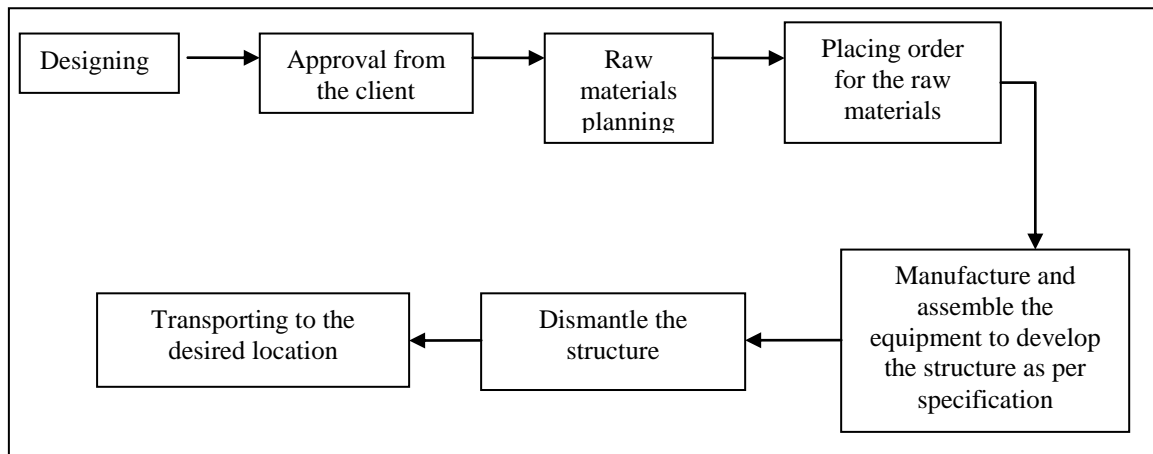 Designing
Approval from
the client
Raw
materials
planning
Placing order
for the raw
materials
Manufacture and
assemble the
equipment to develop
the structure as per
specification
Dismantle the
structure
Transporting to the
desired location